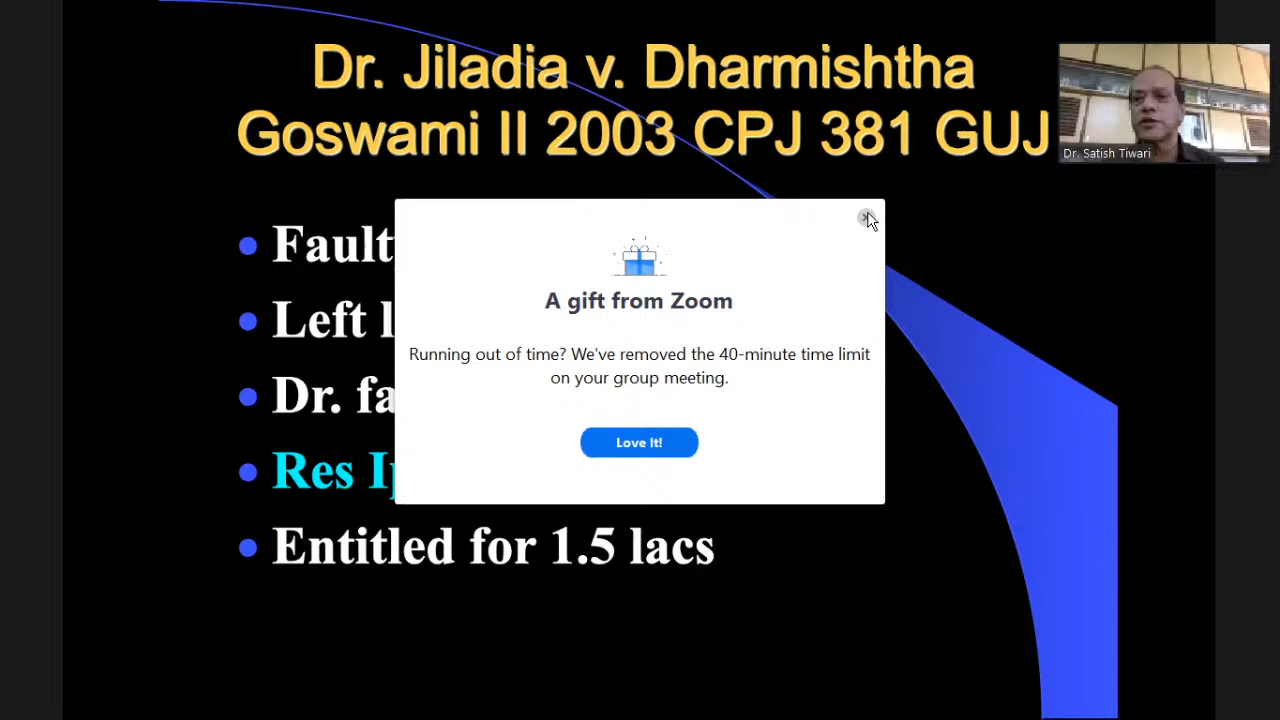 Dr. Jiladia v. Dharmishtha
Goswami II 2003 CPJ 381 GUJ
Dr. Satish Tiwari
Left
Dr.
Res
Entitled for 1.5 lacs
A gift from Zoom
Running out of time? We've removed the 40-minute time limit
on your group meeting.
Love It!